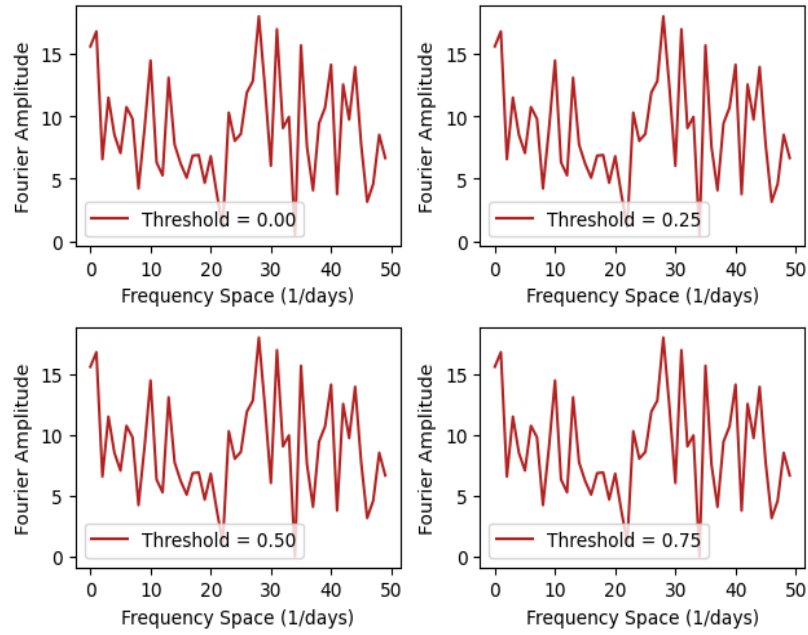 Fourier Amplitude
15
10
5
0
Threshold = 0.00
0 10 20 30 40 50
Frequency Space (1/days)
Fourier Amplitude
15
10
5
0
Threshold = 0.25
0 10 20 30 40 50
Frequency Space (1/days)
Fourier Amplitude
15
10
5
0
Threshold = 0.50
0 10 20 30 40 50
Frequency Space (1/days)
Fourier Amplitude
15
10
5
0
Threshold = 0.75
0 10 20 30 40 50
Frequency Space (1/days)